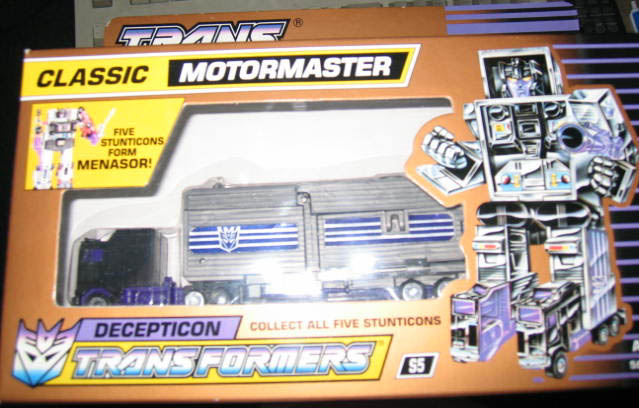 TRANS ®
CLASSIC MOTORMASTER
FIVE
STUNTICONS
FORM
MENASOR!
DECEPTICON
COLLECT ALL FIVE STUNTICONS
TRANSFORMERS
S5